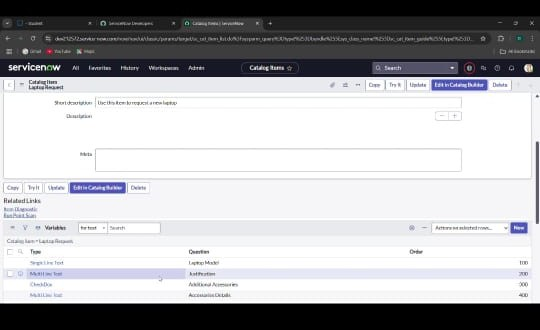 ServiceNow Developers
Catalog Items | ServiceNow
Gmail
YouTube
Maps
All Bookmarks
servicenow
All Favorites History Workspaces Admin
Catalog Items
Search
Catalog Item
Laptop Request
Copy Try It Update Edit in Catalog Builder Delete
Short description Use this item to request a new laptop
Description
Meta
Copy Try It Update Edit in Catalog Builder Delete
Related Links
Item Diagnostic
Run Point Scan
Variables for text Search Actions on selected rows... New
Catalog Item = Laptop Request
Type Question Order
Single Line Text Laptop Model 100
Multi Line Text Justification 200
CheckBox Additional Accessories 300
Multi Line Text Accessories Details 400